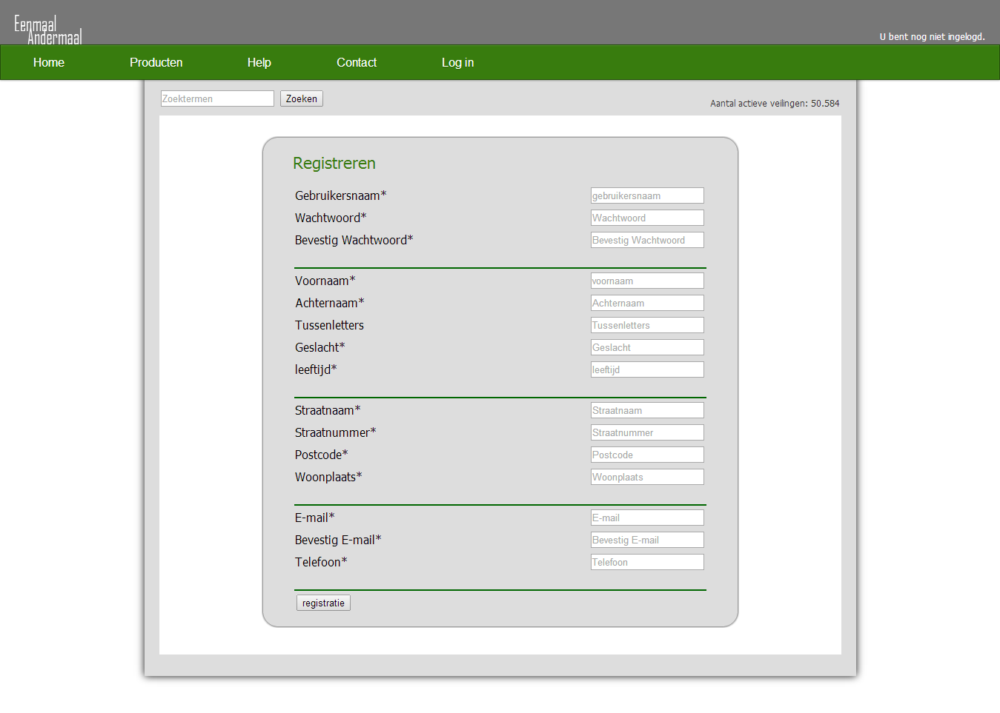 Eenmaal
Andermaal
U bent nog niet ingelogd.
Home Producten Help Contact Log in
Zoektermen Zoeken
Aantal actieve veilingen: 50.584
Registreren
Gebruikersnaam* gebruikersnaam
Wachtwoord* Wachtwoord
Bevestig Wachtwoord* Bevestig Wachtwoord
Voornaam* voornaam
Achternaam* Achternaam
Tussenletters Tussenletters
Geslacht* Geslacht
leeftijd* leeftijd
Straatnaam* Straatnaam
Straatnummer* Straatnummer
Postcode* Postcode
Woonplaats* Woonplaats
E-mail* E-mail
Bevestig E-mail* Bevestig E-mail
Telefoon* Telefoon
registratie